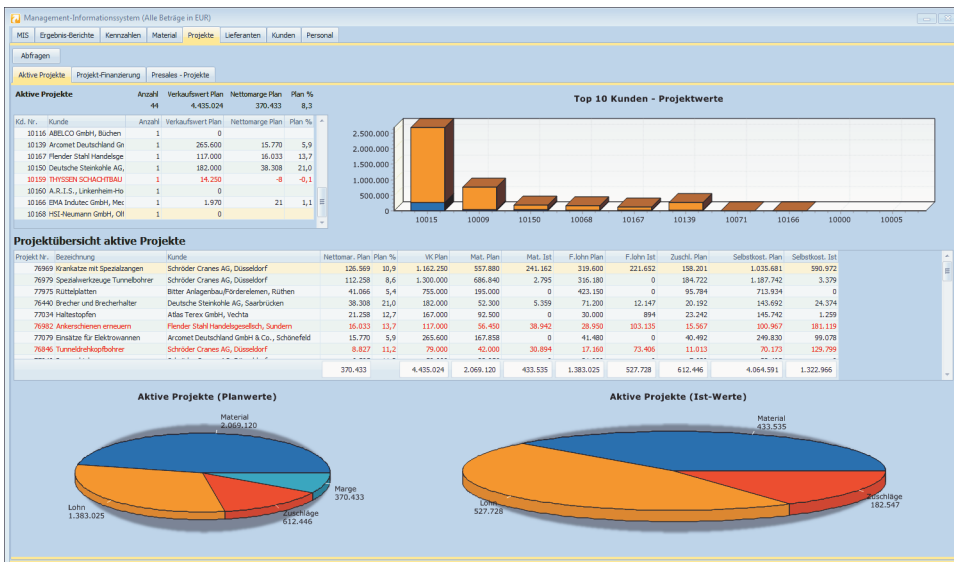 Management-Informationssystem (Alle Beträge in EUR)
MIS Ergebnis-Berichte Kennzahlen Material Projekte Lieferanten Kunden Personal
Abfragen
Aktive Projekte Projekt-Finanzierung Presales - Projekte
Aktive Projekte Anzahl Verkaufswert Plan Nettomarge Plan Plan %
44 4.435.024 370.433 8,3
Kd. Nr. Kunde Anzahl Verkaufswert Plan Nettomarge Plan Plan %
10116 ABELCO GmbH, Büchen 1 0
10139 Arcomet Deutschland Gn 1 265.600 15.770 5,9
10167 Flender Stahl Handelsge 1 117.000 16.033 13,7
10150 Deutsche Steinkohle AG, 1 182.000 38.308 21,0
10159 THYSSEN SCHACHTBAU 1 14.250 -8 -0,1
10160 A.R.I.S., Linkenheim-Ho 1 0
10166 EMA Indutec GmbH, Mec 1 1.970 21 1,1
10168 HSI-Neumann GmbH, Olt 1 0
Top 10 Kunden - Projektwerte
2.500.000
2.000.000
1.500.000
1.000.000
500.000
0
10015 10009 10150 10068 10167 10139 10071 10166 10000 10005
Projektübersicht aktive Projekte
Projekt Nr. Bezeichnung Kunde Nettomar. Plan Plan % VK Plan Mat. Plan Mat. Ist F.lohn Plan F.lohn Ist Zuschl. Plan Selbstkost. Plan Selbstkost. Ist
76969 Krankatze mit Spezialzangen Schröder Cranes AG, Düsseldorf 126.569 10,9 1.162.250 557.880 241.162 319.600 221.652 158.201 1.035.681 590.972
76979 Spezialwerkzeuge Tunnelbohrer Schröder Cranes AG, Düsseldorf 112.258 8,6 1.300.000 686.840 2.795 316.180 0 184.722 1.187.742 3.379
77975 Rüttelplatten Bitter Anlagenbau/Förderelemen, Rüthen 41.066 5,4 755.000 195.000 0 423.150 0 95.784 713.934 0
76440 Brecher und Brecherhalter Deutsche Steinkohle AG, Saarbrücken 38.308 21,0 182.000 52.300 5.359 71.200 12.147 20.192 143.692 24.374
77034 Haltestopfen Atlas Terex GmbH, Vechta 21.258 12,7 167.000 92.500 0 30.000 894 23.242 145.742 1.259
76982 Ankerschienen erneuern Flender Stahl Handelsgesellsch, Sundern 16.033 13,7 117.000 56.450 38.942 28.950 103.135 15.567 100.967 181.119
77079 Einsätze für Elektrowannen Arcomet Deutschland GmbH & Co., Schönefeld 15.770 5,9 265.600 167.858 0 41.480 0 40.492 249.830 99.078
76846 Tunneldrehkopfbohrer Schröder Cranes AG, Düsseldorf 8.827 11,2 79.000 42.000 30.894 17.160 73.406 11.013 70.173 129.799
370.433 4.435.024 2.069.120 433.535 1.383.025 527.728 612.446 4.064.591 1.322.966
Aktive Projekte (Planwerte)
Material
2.069.120
Marge
370.433
Lohn
1.383.025
Zuschläge
612.446
Aktive Projekte (Ist-Werte)
Material
433.535
Lohn
527.728
Zuschläge
182.547